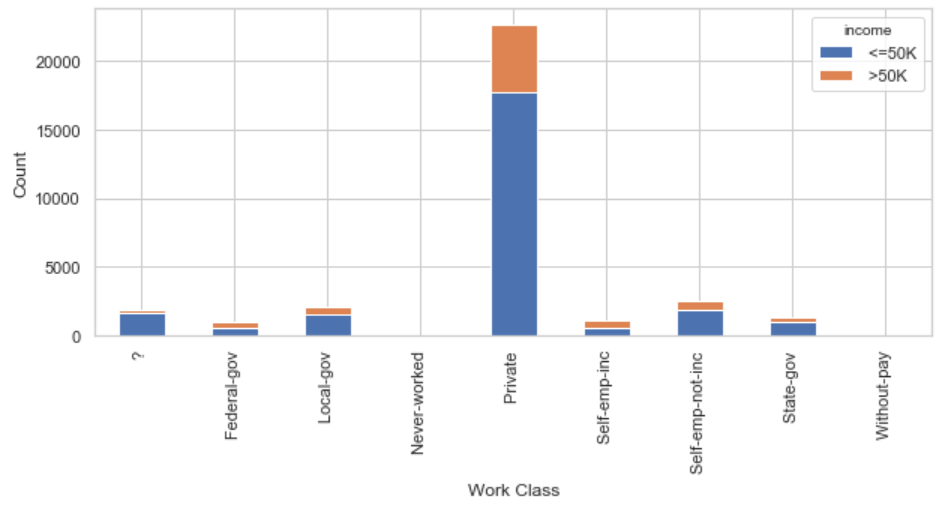 income
<=50K
>50K
20000
15000
10000
5000
0
Count
?
Federal-gov
Local-gov
Never-worked
Private
Self-emp-inc
Self-emp-not-inc
State-gov
Without-pay
Work Class